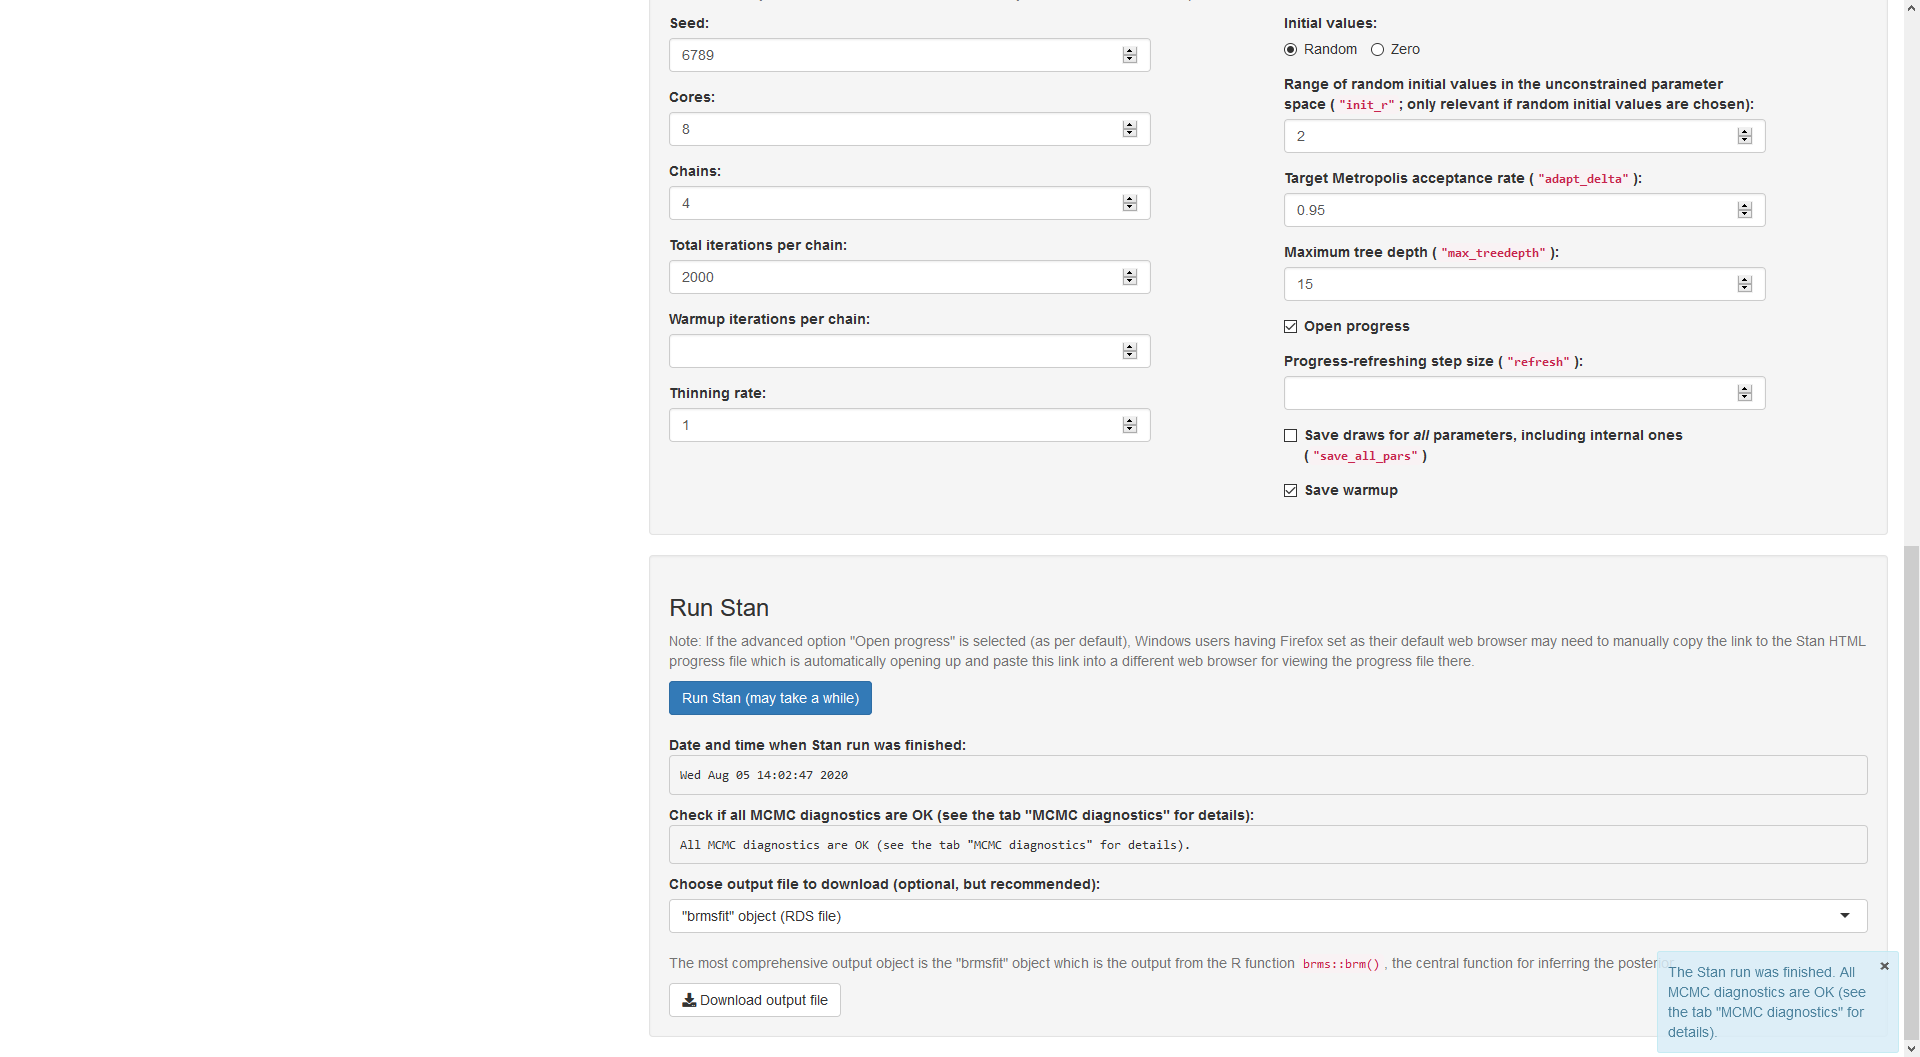 Seed:
6789
Cores:
8
Chains:
4
Total iterations per chain:
2000
Warmup iterations per chain:
Thinning rate:
1
Initial values:
Random Zero
Range of random initial values in the unconstrained parameter
space ( "init_r" ; only relevant if random initial values are chosen):
2
Target Metropolis acceptance rate ( "adapt_delta" ):
0.95
Maximum tree depth ( "max_treedepth" ):
15
Open progress
Progress-refreshing step size ( "refresh" ):
Save draws for all parameters, including internal ones
( "save_all_pars" )
Save warmup
Run Stan
Note: If the advanced option "Open progress" is selected (as per default), Windows users having Firefox set as their default web browser may need to manually copy the link to the Stan HTML
progress file which is automatically opening up and paste this link into a different web browser for viewing the progress file there.
Run Stan (may take a while)
Date and time when Stan run was finished:
Wed Aug 05 14:02:47 2020
Check if all MCMC diagnostics are OK (see the tab "MCMC diagnostics" for details):
All MCMC diagnostics are OK (see the tab "MCMC diagnostics" for details).
Choose output file to download (optional, but recommended):
"brmsfit" object (RDS file)
The most comprehensive output object is the "brmsfit" object which is the output from the R function brms::brm() , the central function for inferring the posterior
Download output file
The Stan run was finished. All
MCMC diagnostics are OK (see
the tab "MCMC diagnostics" for
details).